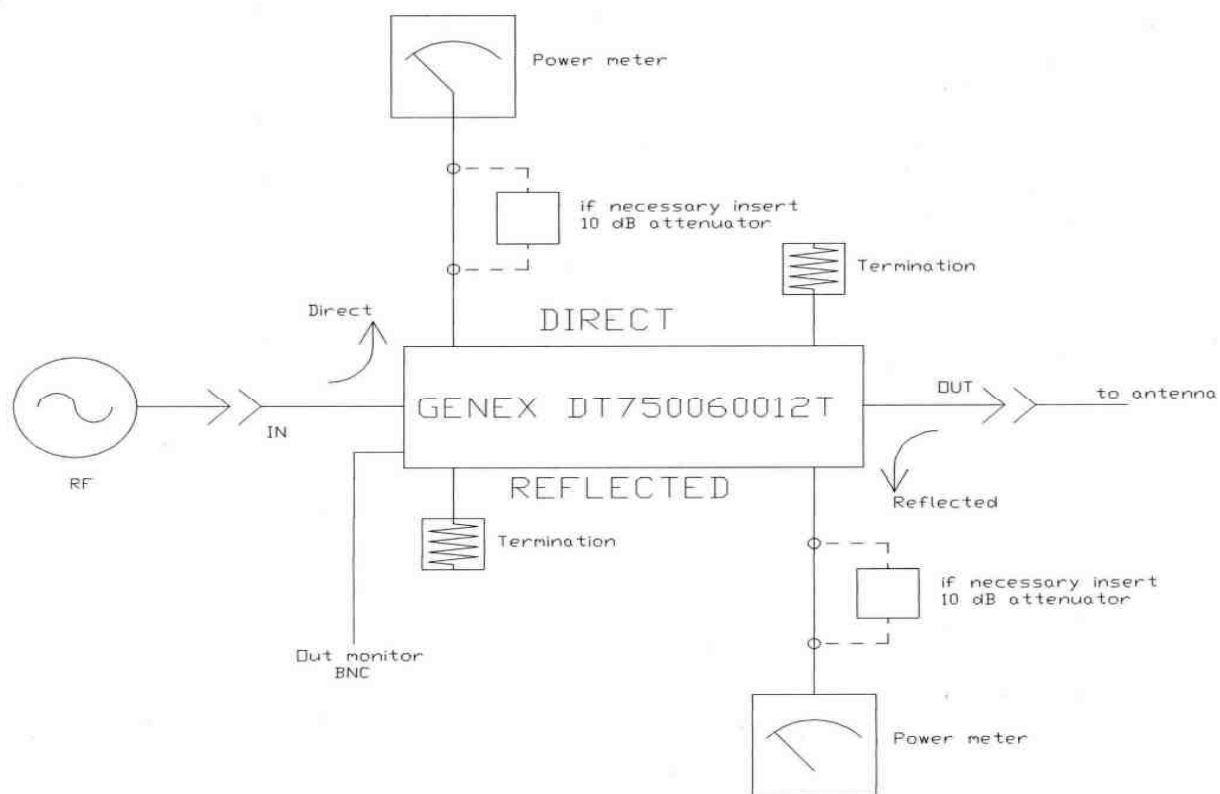 Power meter
if necessary insert
10 dB attenuator
Termination
Direct
DIRECT
GENEX DT750060012T
IN
OUT
to antenna
RF
REFLECTED
Reflected
Termination
if necessary insert
10 dB attenuator
Out monitor
BNC
Power meter